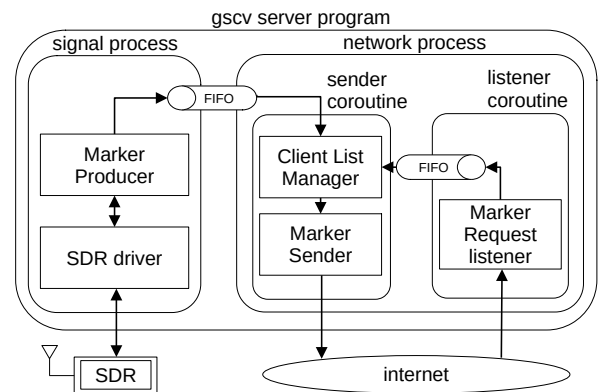 gscv server program
signal process
network process
sender
coroutine
listener
coroutine
FIFO
Marker
Producer
Client List
Manager
FIFO
SDR driver
Marker
Sender
Marker
Request
listener
SDR
internet